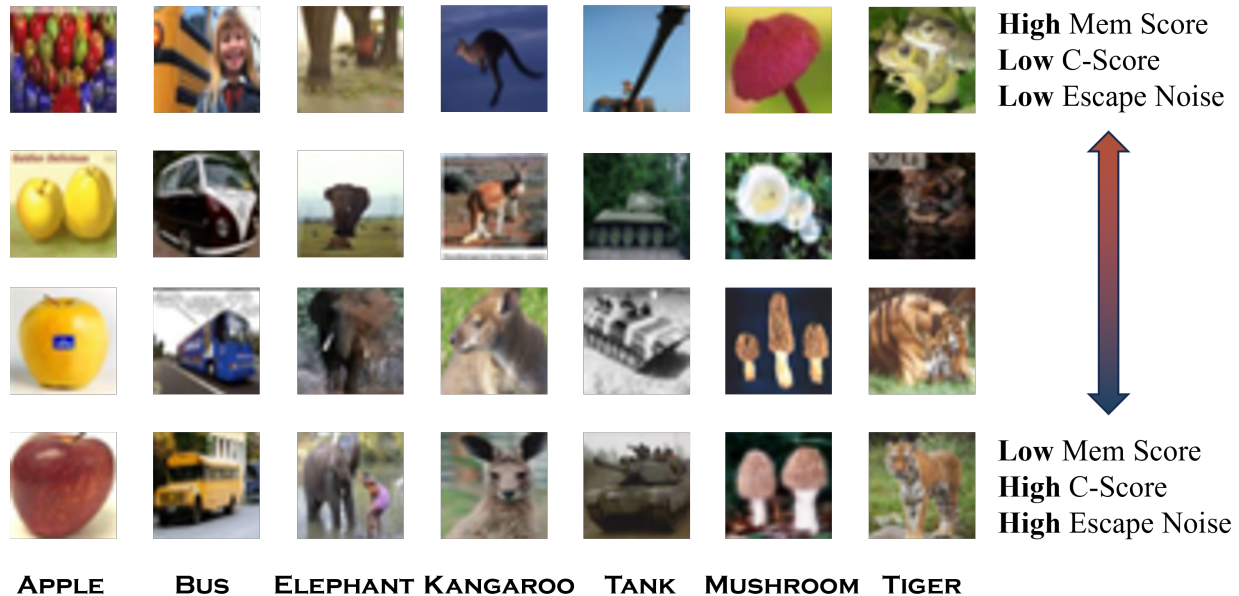 High Mem Score
Low C-Score
Low Escape Noise
Low Mem Score
High C-Score
High Escape Noise
APPLE BUS ELEPHANT KANGAROO TANK MUSHROOM TIGER